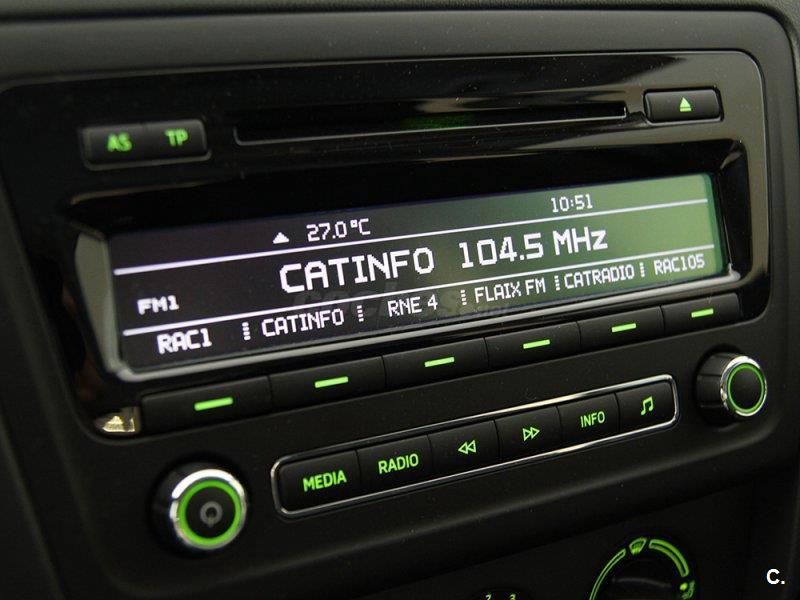 AS TP
27.0°C 10:51
CATINFO 104.5 MHz
FM1
RAC1 CATINFO RNE 4 FLAIX FM CATRADIO RAC105
MEDIA RADIO INFO
C.